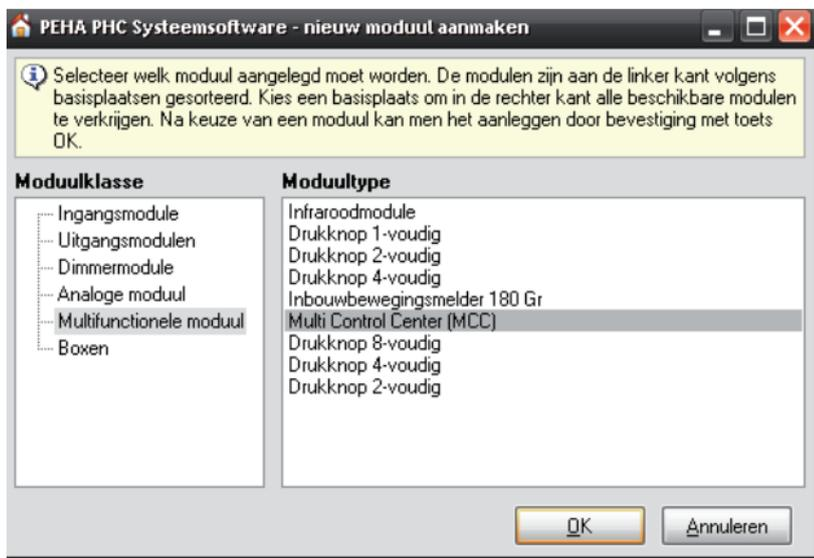 PEHA PHC Systeemsoftware - nieuw moduul aanmaken
Selecteer welk moduul aangelegd moet worden. De modulen zijn aan de linker kant volgens
basisplaatsen gesorteerd. Kies een basisplaats om in de rechter kant alle beschikbare modulen
te verkrijgen. Na keuze van een moduul kan men het aanleggen door bevestiging met toets
OK.
Moduulklasse
Ingangsmodule
Uitgangsmodulen
Dimmermodule
Analoge moduul
Multifunctionele moduul
Boxen
Moduultype
Infraroodmodule
Drukknop 1-voudig
Drukknop 2-voudig
Drukknop 4-voudig
Inbouwbewegingsmelder 180 Gr
Multi Control Center (MCC)
Drukknop 8-voudig
Drukknop 4-voudig
Drukknop 2-voudig
OK
Annuleren